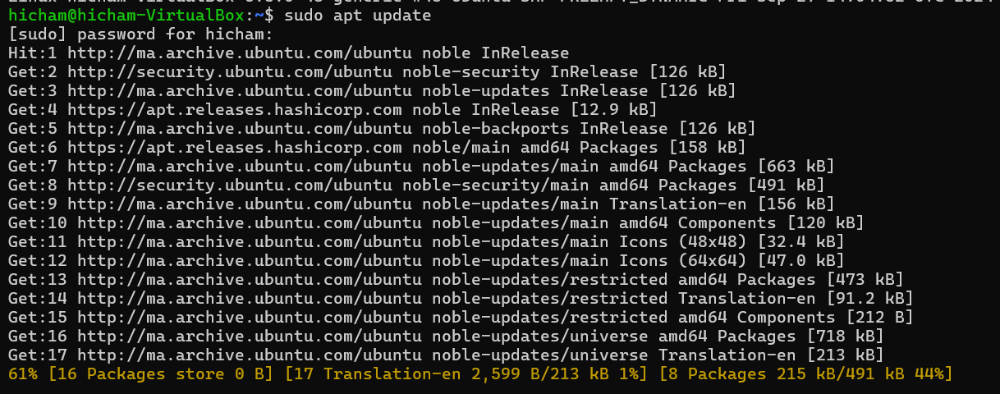 hicham@hicham-VirtualBox:~$ sudo apt update
[sudo] password for hicham:
Hit:1 http://ma.archive.ubuntu.com/ubuntu noble InRelease
Get:2 http://security.ubuntu.com/ubuntu noble-security InRelease [126 kB]
Get:3 http://ma.archive.ubuntu.com/ubuntu noble-updates InRelease [126 kB]
Get:4 https://apt.releases.hashicorp.com noble InRelease [12.9 kB]
Get:5 http://ma.archive.ubuntu.com/ubuntu noble-backports InRelease [126 kB]
Get:6 https://apt.releases.hashicorp.com noble/main amd64 Packages [158 kB]
Get:7 http://ma.archive.ubuntu.com/ubuntu noble-updates/main amd64 Packages [663 kB]
Get:8 http://security.ubuntu.com/ubuntu noble-security/main amd64 Packages [491 kB]
Get:9 http://ma.archive.ubuntu.com/ubuntu noble-updates/main Translation-en [156 kB]
Get:10 http://ma.archive.ubuntu.com/ubuntu noble-updates/main amd64 Components [120 kB]
Get:11 http://ma.archive.ubuntu.com/ubuntu noble-updates/main Icons (48x48) [32.4 kB]
Get:12 http://ma.archive.ubuntu.com/ubuntu noble-updates/main Icons (64x64) [47.0 kB]
Get:13 http://ma.archive.ubuntu.com/ubuntu noble-updates/restricted amd64 Packages [473 kB]
Get:14 http://ma.archive.ubuntu.com/ubuntu noble-updates/restricted Translation-en [91.2 kB]
Get:15 http://ma.archive.ubuntu.com/ubuntu noble-updates/restricted amd64 Components [212 B]
Get:16 http://ma.archive.ubuntu.com/ubuntu noble-updates/universe amd64 Packages [718 kB]
Get:17 http://ma.archive.ubuntu.com/ubuntu noble-updates/universe Translation-en [213 kB]
61% [16 Packages store 0 B] [17 Translation-en 2,599 B/213 kB 1%] [8 Packages 215 kB/491 kB 44%]